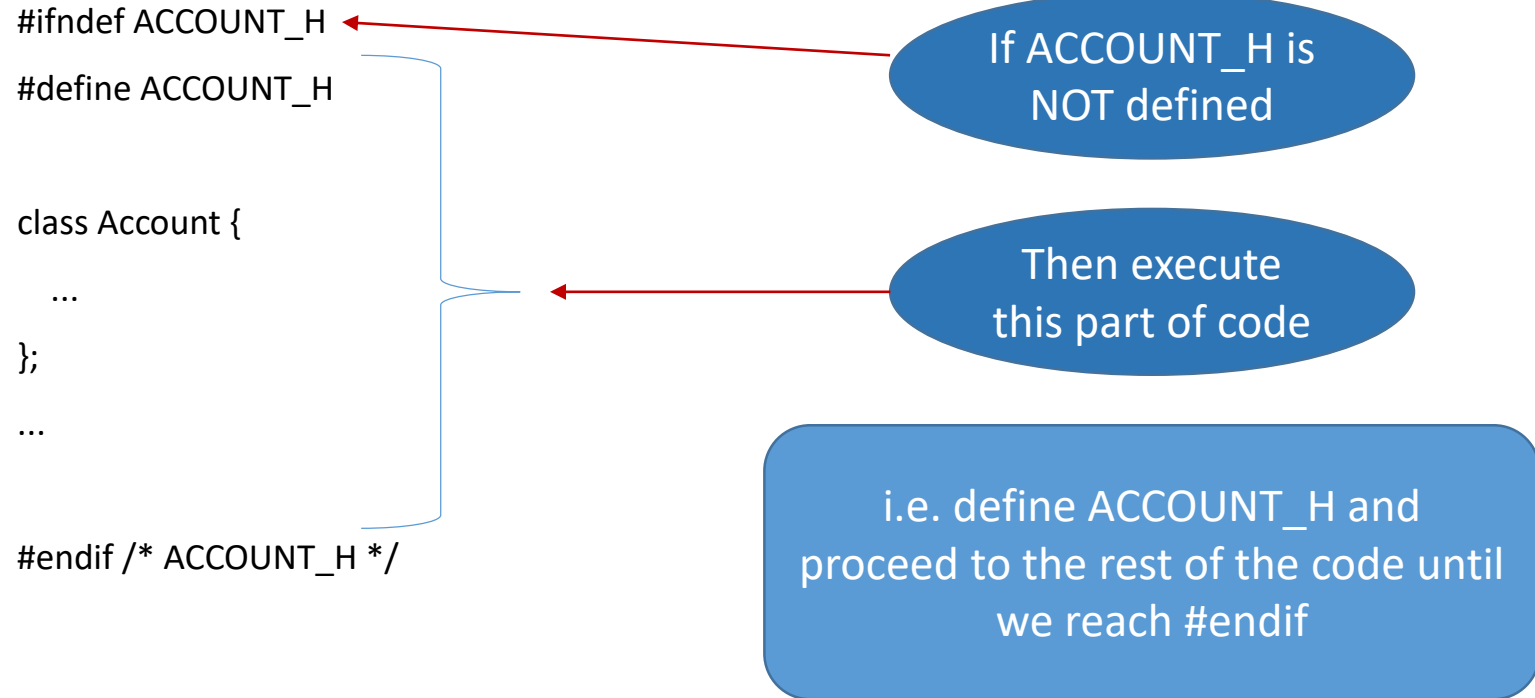 #ifndef ACCOUNT_H
#define ACCOUNT_H
class Account {
...
};
...
#endif /* ACCOUNT_H */
If ACCOUNT_H is
NOT defined
Then execute
this part of code
i.e. define ACCOUNT_H and
proceed to the rest of the code until
we reach #endif